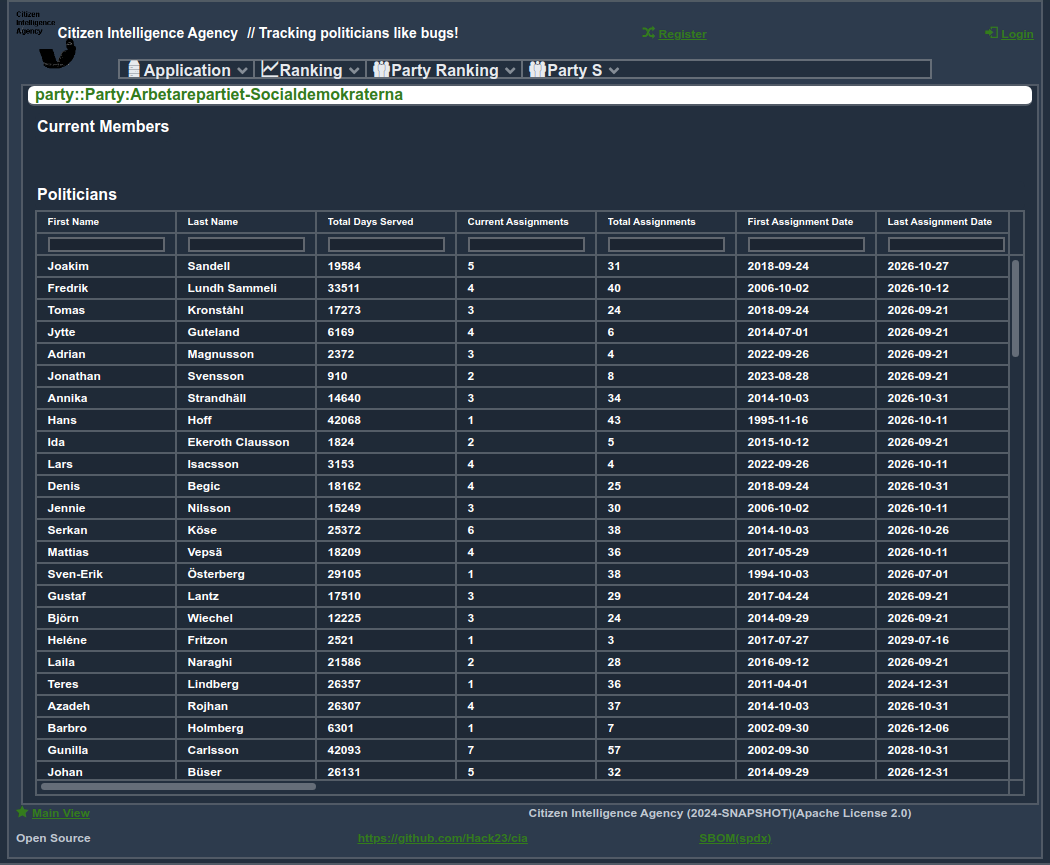 Citizen
Intelligence
Agency
Citizen Intelligence Agency // Tracking politicians like bugs!
Register
Login
Application
Ranking
Party Ranking
Party S
party::Party:Arbetarepartiet-Socialdemokraterna
Current Members
Politicians
First Name Last Name Total Days Served Current Assignments Total Assignments First Assignment Date Last Assignment Date
Joakim Sandell 19584 5 31 2018-09-24 2026-10-27
Fredrik Lundh Sammeli 33511 4 40 2006-10-02 2026-10-12
Tomas Kronståhl 17273 3 24 2018-09-24 2026-09-21
Jytte Guteland 6169 4 6 2014-07-01 2026-09-21
Adrian Magnusson 2372 3 4 2022-09-26 2026-09-21
Jonathan Svensson 910 2 8 2023-08-28 2026-09-21
Annika Strandhäll 14640 3 34 2014-10-03 2026-10-31
Hans Hoff 42068 1 43 1995-11-16 2026-10-11
Ida Ekeroth Clausson 1824 2 5 2015-10-12 2026-09-21
Lars Isacsson 3153 4 4 2022-09-26 2026-10-11
Denis Begic 18162 4 25 2018-09-24 2026-10-31
Jennie Nilsson 15249 3 30 2006-10-02 2026-10-11
Serkan Köse 25372 6 38 2014-10-03 2026-10-26
Mattias Vepsä 18209 4 36 2017-05-29 2026-10-11
Sven-Erik Österberg 29105 1 38 1994-10-03 2026-07-01
Gustaf Lantz 17510 3 29 2017-04-24 2026-09-21
Björn Wiechel 12225 3 24 2014-09-29 2026-09-21
Heléne Fritzon 2521 1 3 2017-07-27 2029-07-16
Laila Naraghi 21586 2 28 2016-09-12 2026-09-21
Teres Lindberg 26357 1 36 2011-04-01 2024-12-31
Azadeh Rojhan 26307 4 37 2014-10-03 2026-10-31
Barbro Holmberg 6301 1 7 2002-09-30 2026-12-06
Gunilla Carlsson 42093 7 57 2002-09-30 2028-10-31
Johan Büser 26131 5 32 2014-09-29 2026-12-31
Main View
Citizen Intelligence Agency (2024-SNAPSHOT)(Apache License 2.0)
Open Source
https://github.com/Hack23/cia
SBOM(spdx)